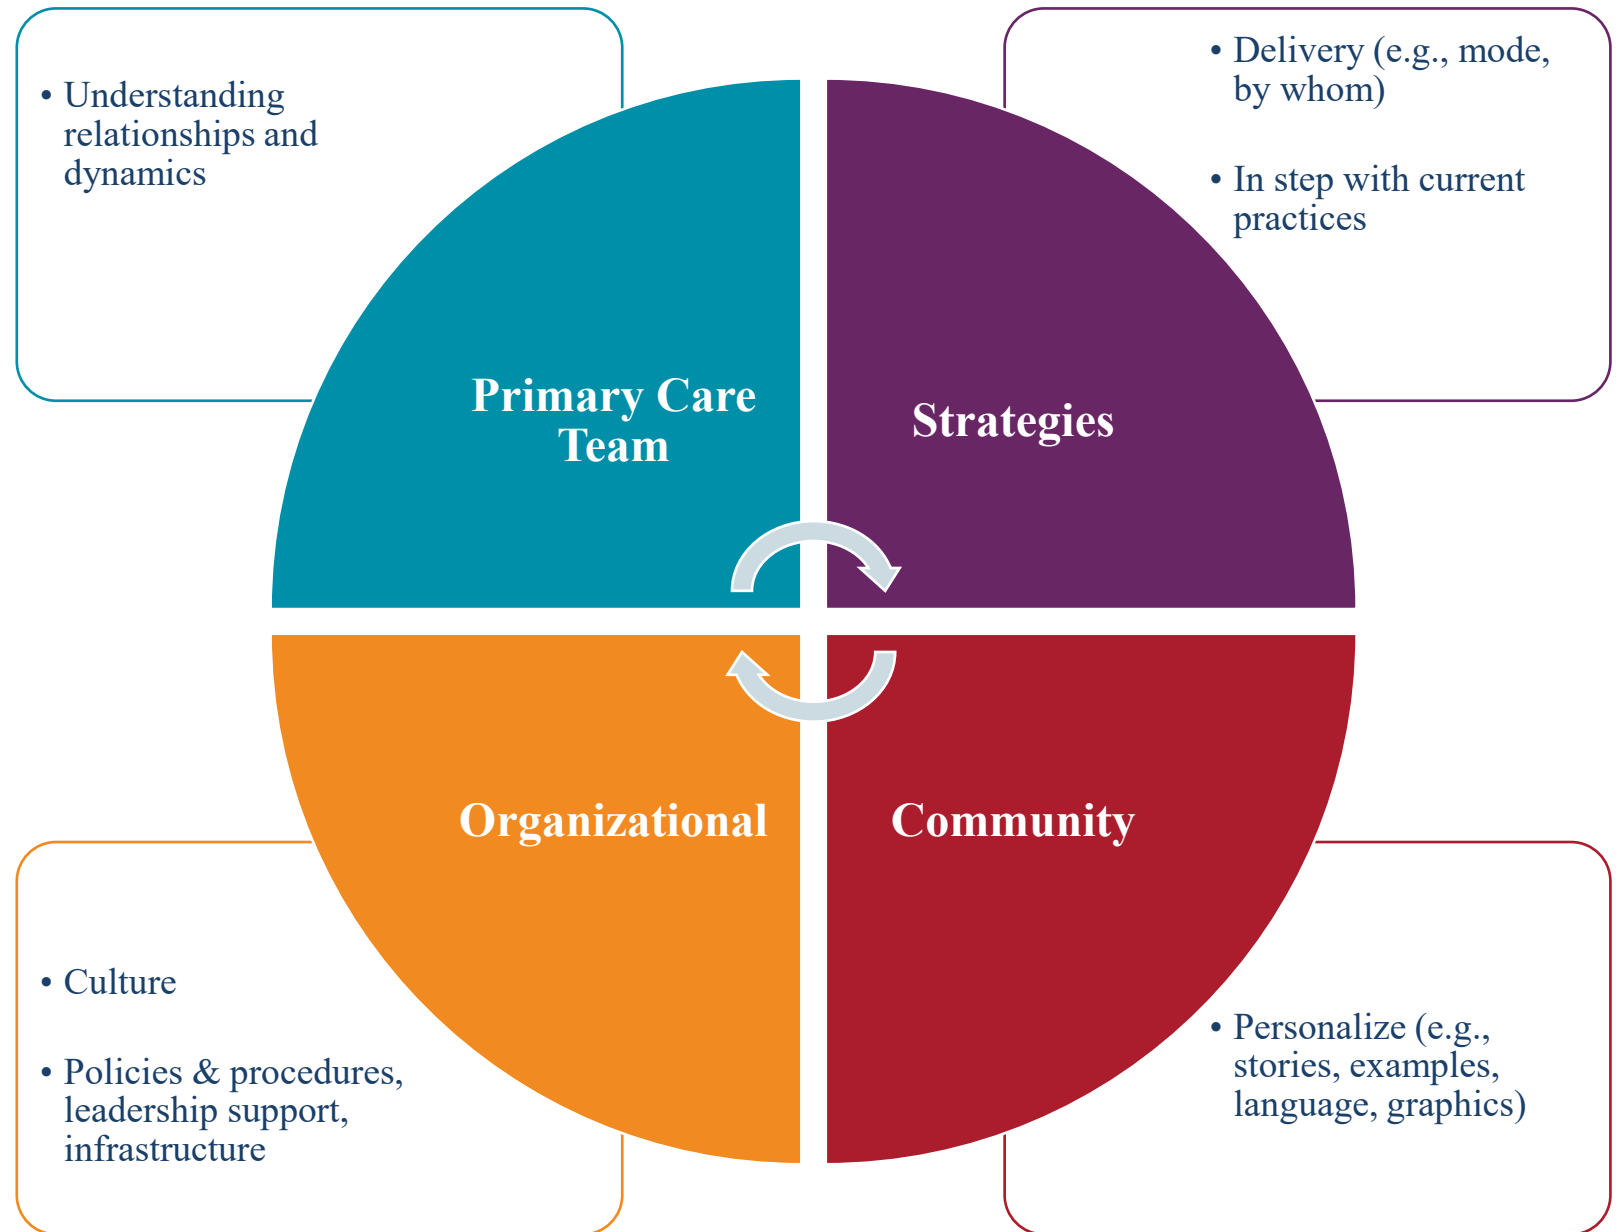 • Understanding
relationships and
dynamics
• Delivery (e.g., mode,
by whom)
• In step with current
practices
Primary Care
Team
Strategies
Organizational
Community
• Culture
• Policies & procedures,
leadership support,
infrastructure
• Personalize (e.g.,
stories, examples,
language, graphics)